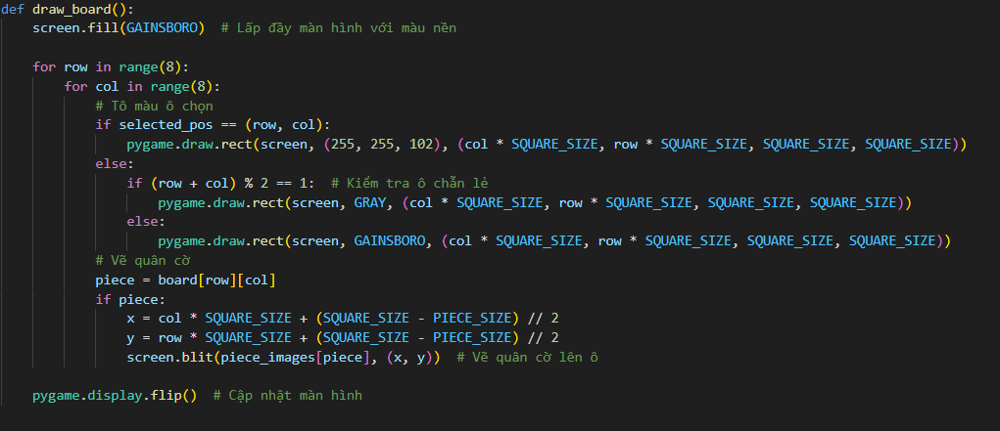 def draw_board():
    screen.fill(GAINSBORO)  # Lấp đầy màn hình với màu nền

    for row in range(8):
        for col in range(8):
            # Tô màu ô chọn
            if selected_pos == (row, col):
                pygame.draw.rect(screen, (255, 255, 102), (col * SQUARE_SIZE, row * SQUARE_SIZE, SQUARE_SIZE, SQUARE_SIZE))
            else:
                if (row + col) % 2 == 1:  # Kiểm tra ô chẵn lẻ
                    pygame.draw.rect(screen, GRAY, (col * SQUARE_SIZE, row * SQUARE_SIZE, SQUARE_SIZE, SQUARE_SIZE))
                else:
                    pygame.draw.rect(screen, GAINSBORO, (col * SQUARE_SIZE, row * SQUARE_SIZE, SQUARE_SIZE, SQUARE_SIZE))
            # Vẽ quân cờ
            piece = board[row][col]
            if piece:
                x = col * SQUARE_SIZE + (SQUARE_SIZE - PIECE_SIZE) // 2
                y = row * SQUARE_SIZE + (SQUARE_SIZE - PIECE_SIZE) // 2
                screen.blit(piece_images[piece], (x, y))  # Vẽ quân cờ lên ô

    pygame.display.flip()  # Cập nhật màn hình